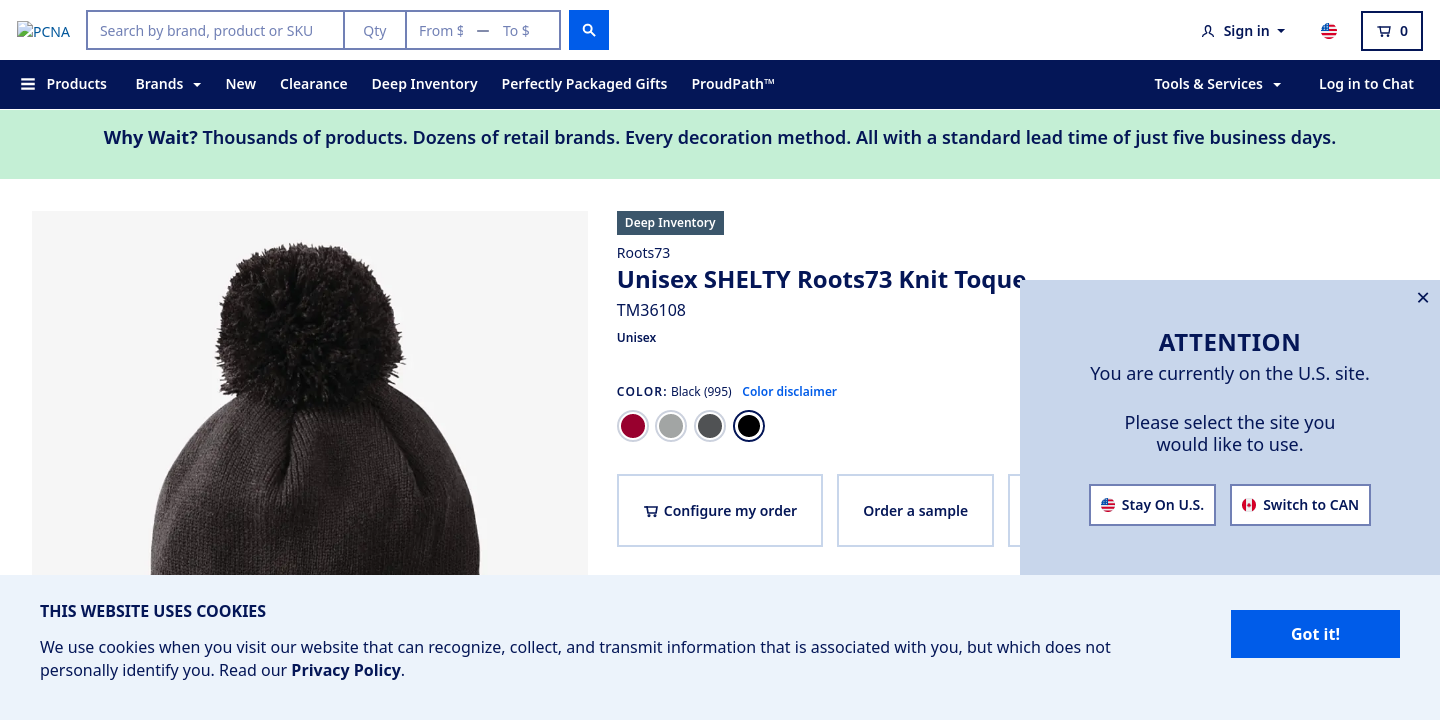 PCNA
Search by brand, product or SKU
Qty
From $ — To $
Sign in
0
Products
Brands
New
Clearance
Deep Inventory
Perfectly Packaged Gifts
ProudPath™
Tools & Services
Log in to Chat
Why Wait? Thousands of products. Dozens of retail brands. Every decoration method. All with a standard lead time of just five business days.
Deep Inventory
Roots73
Unisex SHELTY Roots73 Knit Toque
TM36108
Unisex
COLOR: Black (995) Color disclaimer
Configure my order
Order a sample
×
ATTENTION
You are currently on the U.S. site.
Please select the site you
would like to use.
Stay On U.S.
Switch to CAN
THIS WEBSITE USES COOKIES
We use cookies when you visit our website that can recognize, collect, and transmit information that is associated with you, but which does not
personally identify you. Read our Privacy Policy.
Got it!